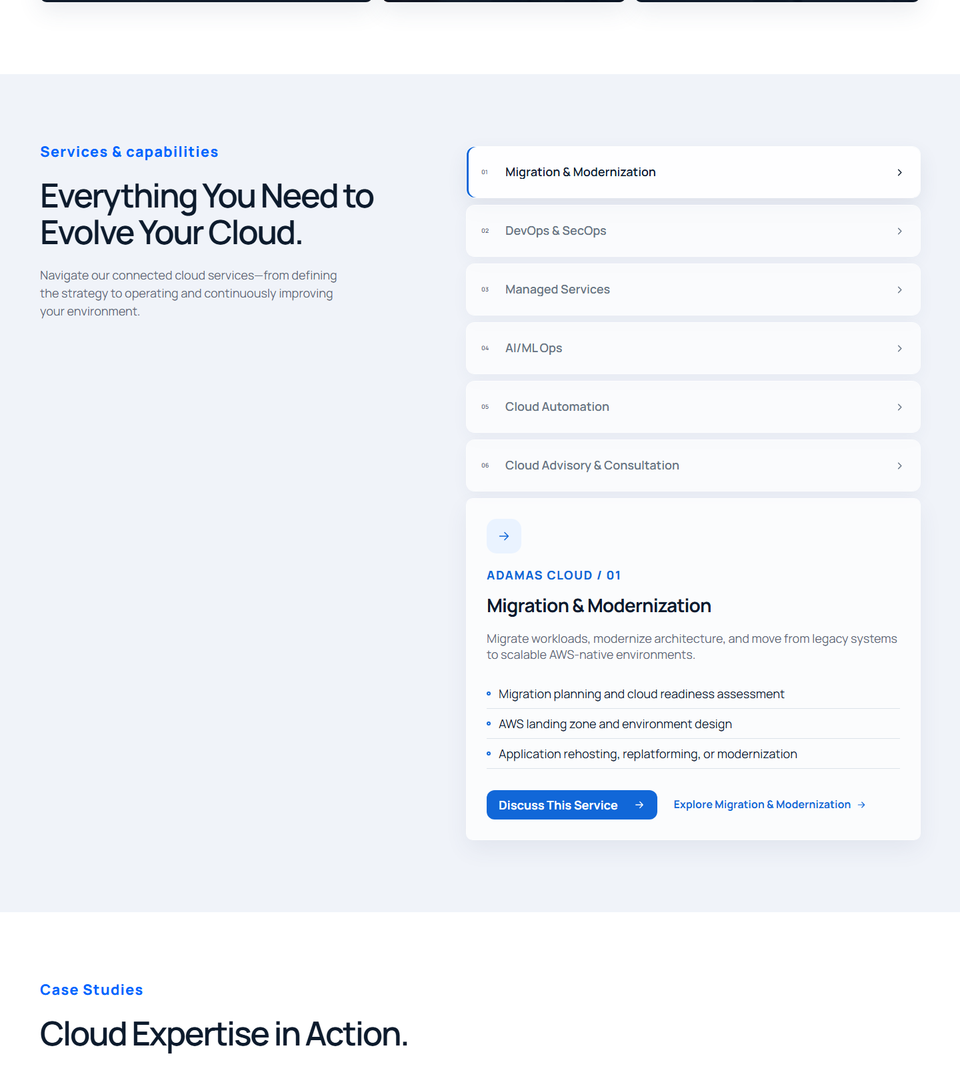 Services & capabilities
Everything You Need to
Evolve Your Cloud.
Navigate our connected cloud services—from defining
the strategy to operating and continuously improving
your environment.
01 Migration & Modernization
02 DevOps & SecOps
03 Managed Services
04 AI/ML Ops
05 Cloud Automation
06 Cloud Advisory & Consultation
ADAMAS CLOUD / 01
Migration & Modernization
Migrate workloads, modernize architecture, and move from legacy systems
to scalable AWS-native environments.
Migration planning and cloud readiness assessment
AWS landing zone and environment design
Application rehosting, replatforming, or modernization
Discuss This Service → Explore Migration & Modernization →
Case Studies
Cloud Expertise in Action.